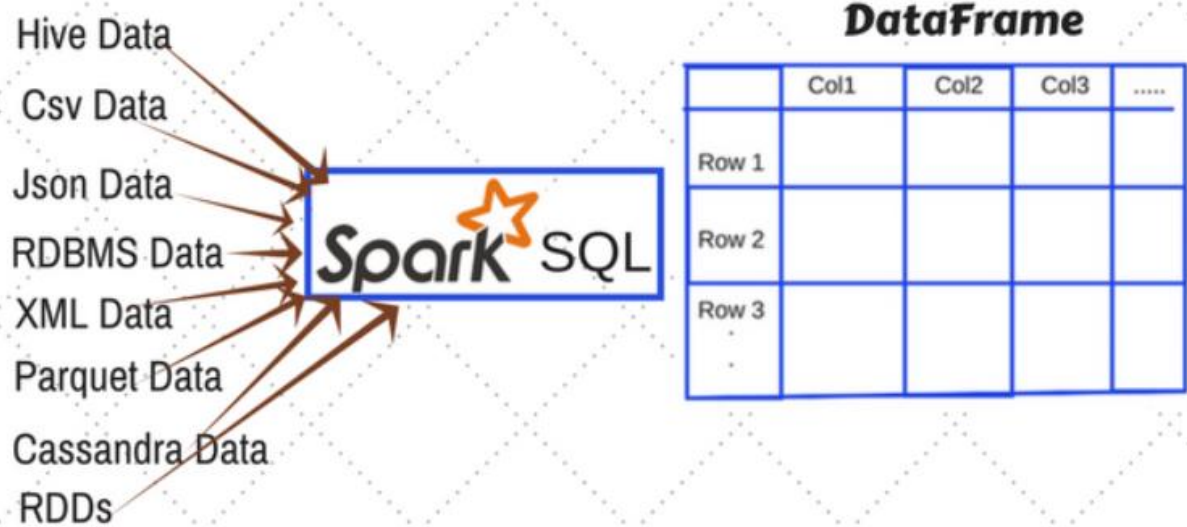 Hive Data
Csv Data
Json Data
RDBMS Data
XML Data
Parquet Data
Cassandra Data
RDDs
Spark SQL
DataFrame
Col1 Col2 Col3 .....
Row 1
Row 2
Row 3
.
.